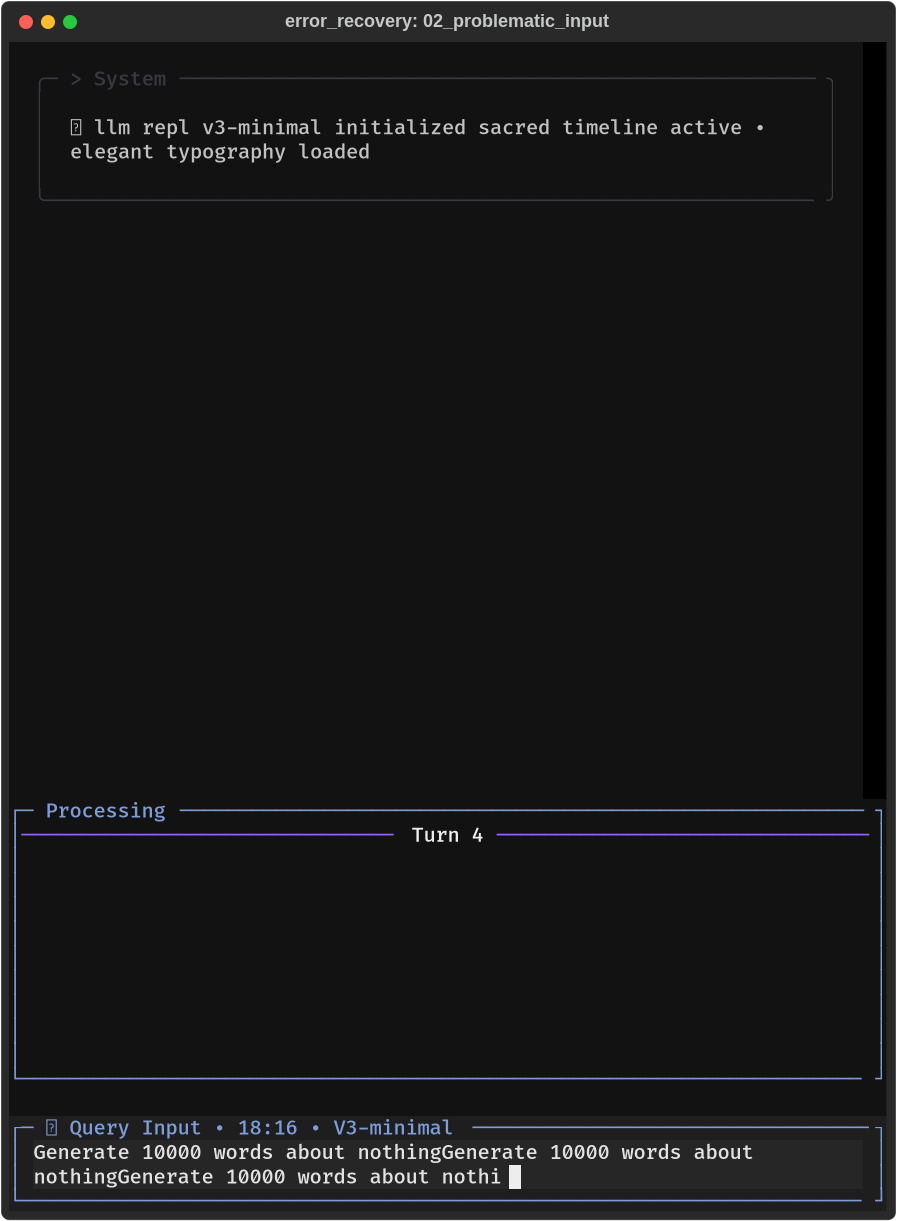 error_recovery: 02_problematic_input
> System
llm repl v3-minimal initialized sacred timeline active •
elegant typography loaded
Processing
Turn 4
Query Input • 18:16 • V3-minimal
Generate 10000 words about nothingGenerate 10000 words about
nothingGenerate 10000 words about nothi